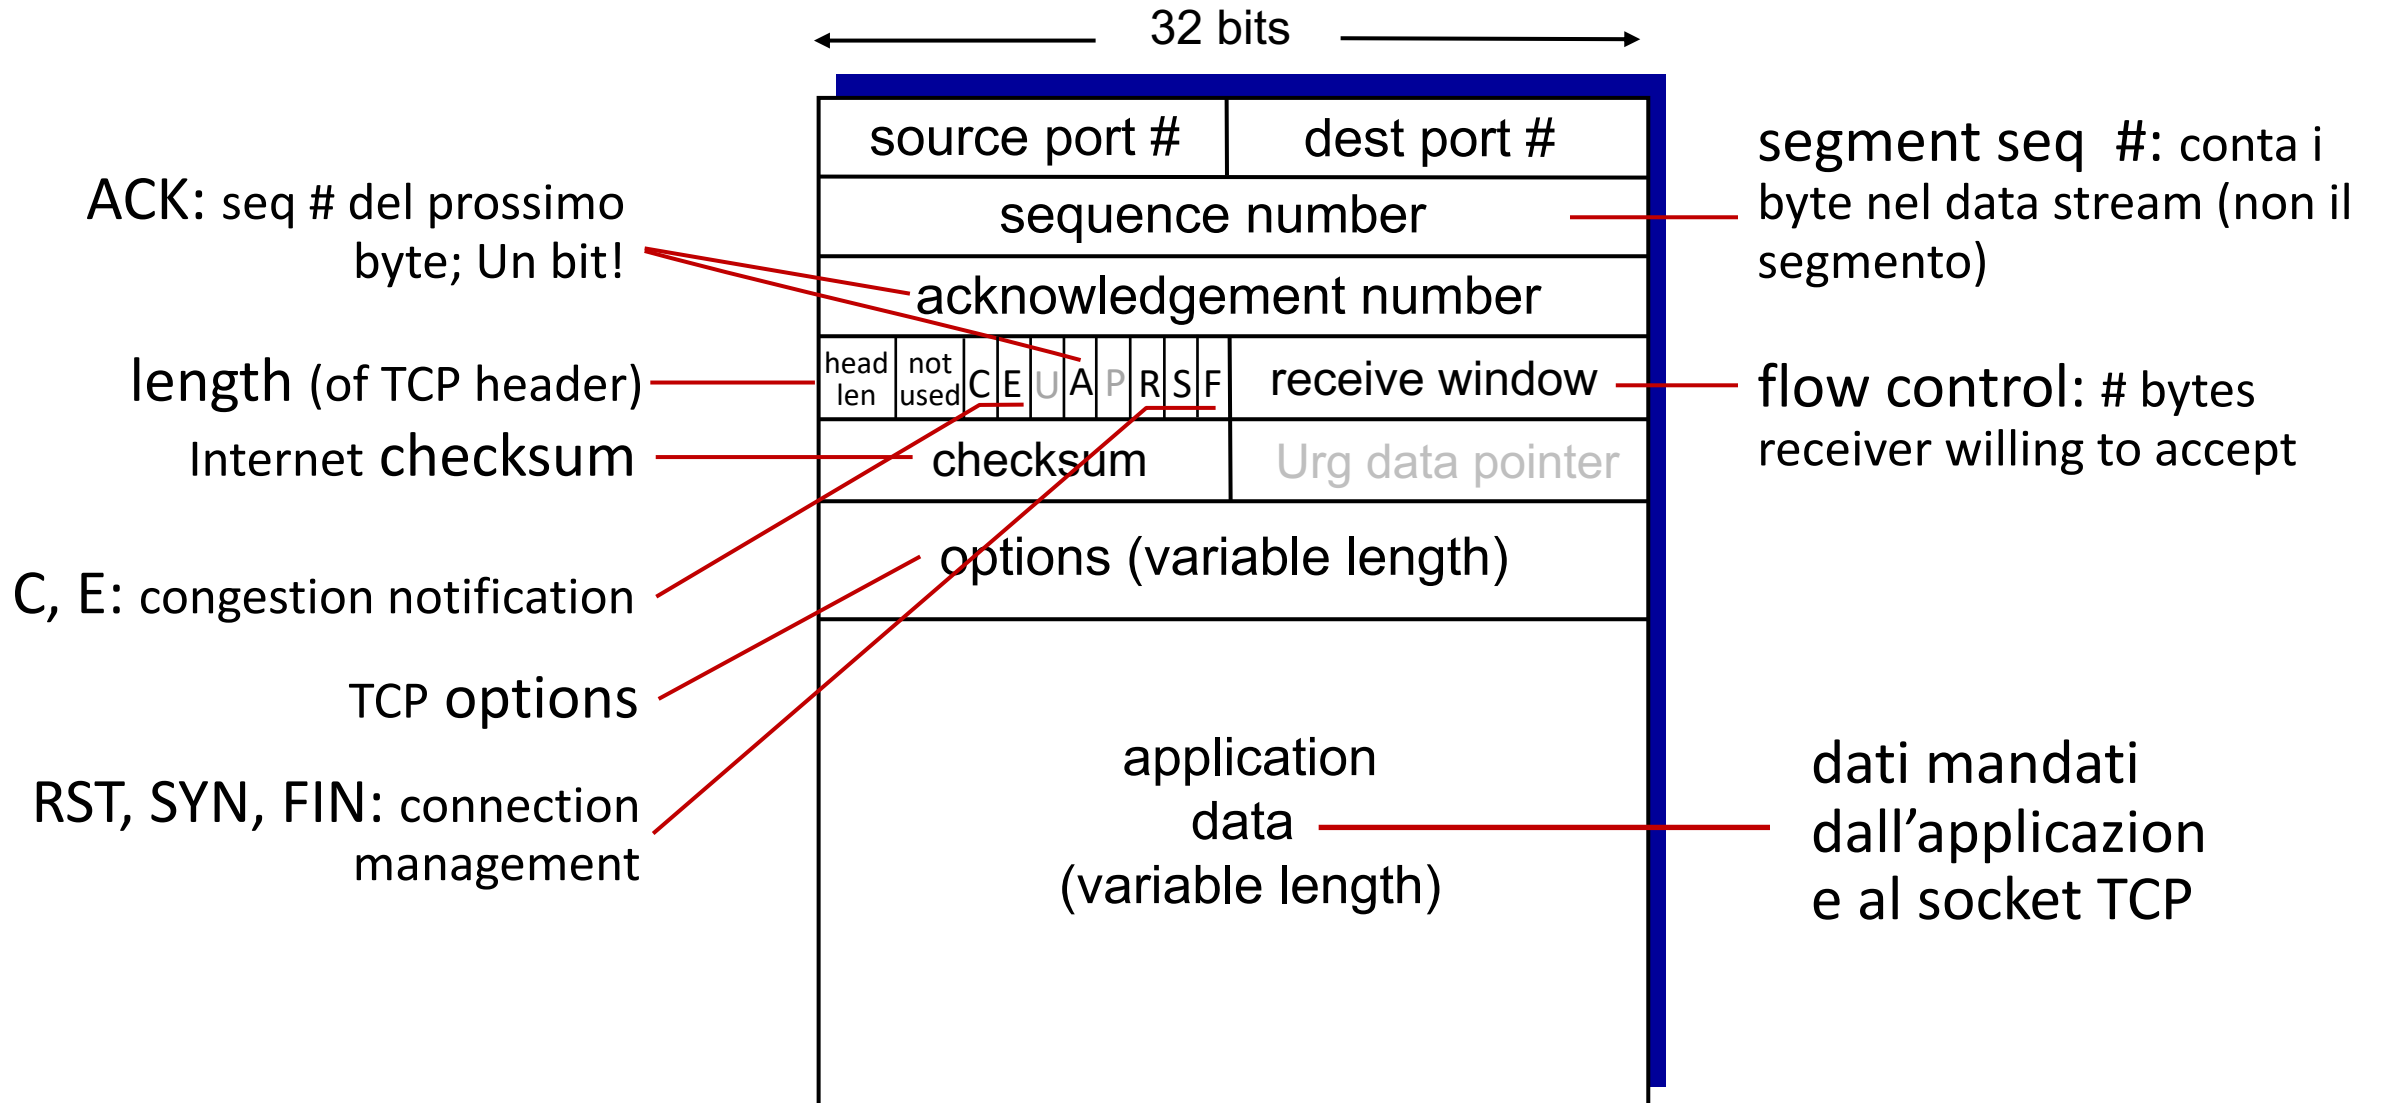 32 bits
source port # dest port #
sequence number
acknowledgement number
head len not used C E U A P R S F receive window
checksum Urg data pointer
options (variable length)
application
data
(variable length)
ACK: seq # del prossimo
byte; Un bit!
length (of TCP header)
Internet checksum
C, E: congestion notification
TCP options
RST, SYN, FIN: connection
management
segment seq #: conta i
byte nel data stream (non il
segmento)
flow control: # bytes
receiver willing to accept
dati mandati
dall'applicazion
e al socket TCP